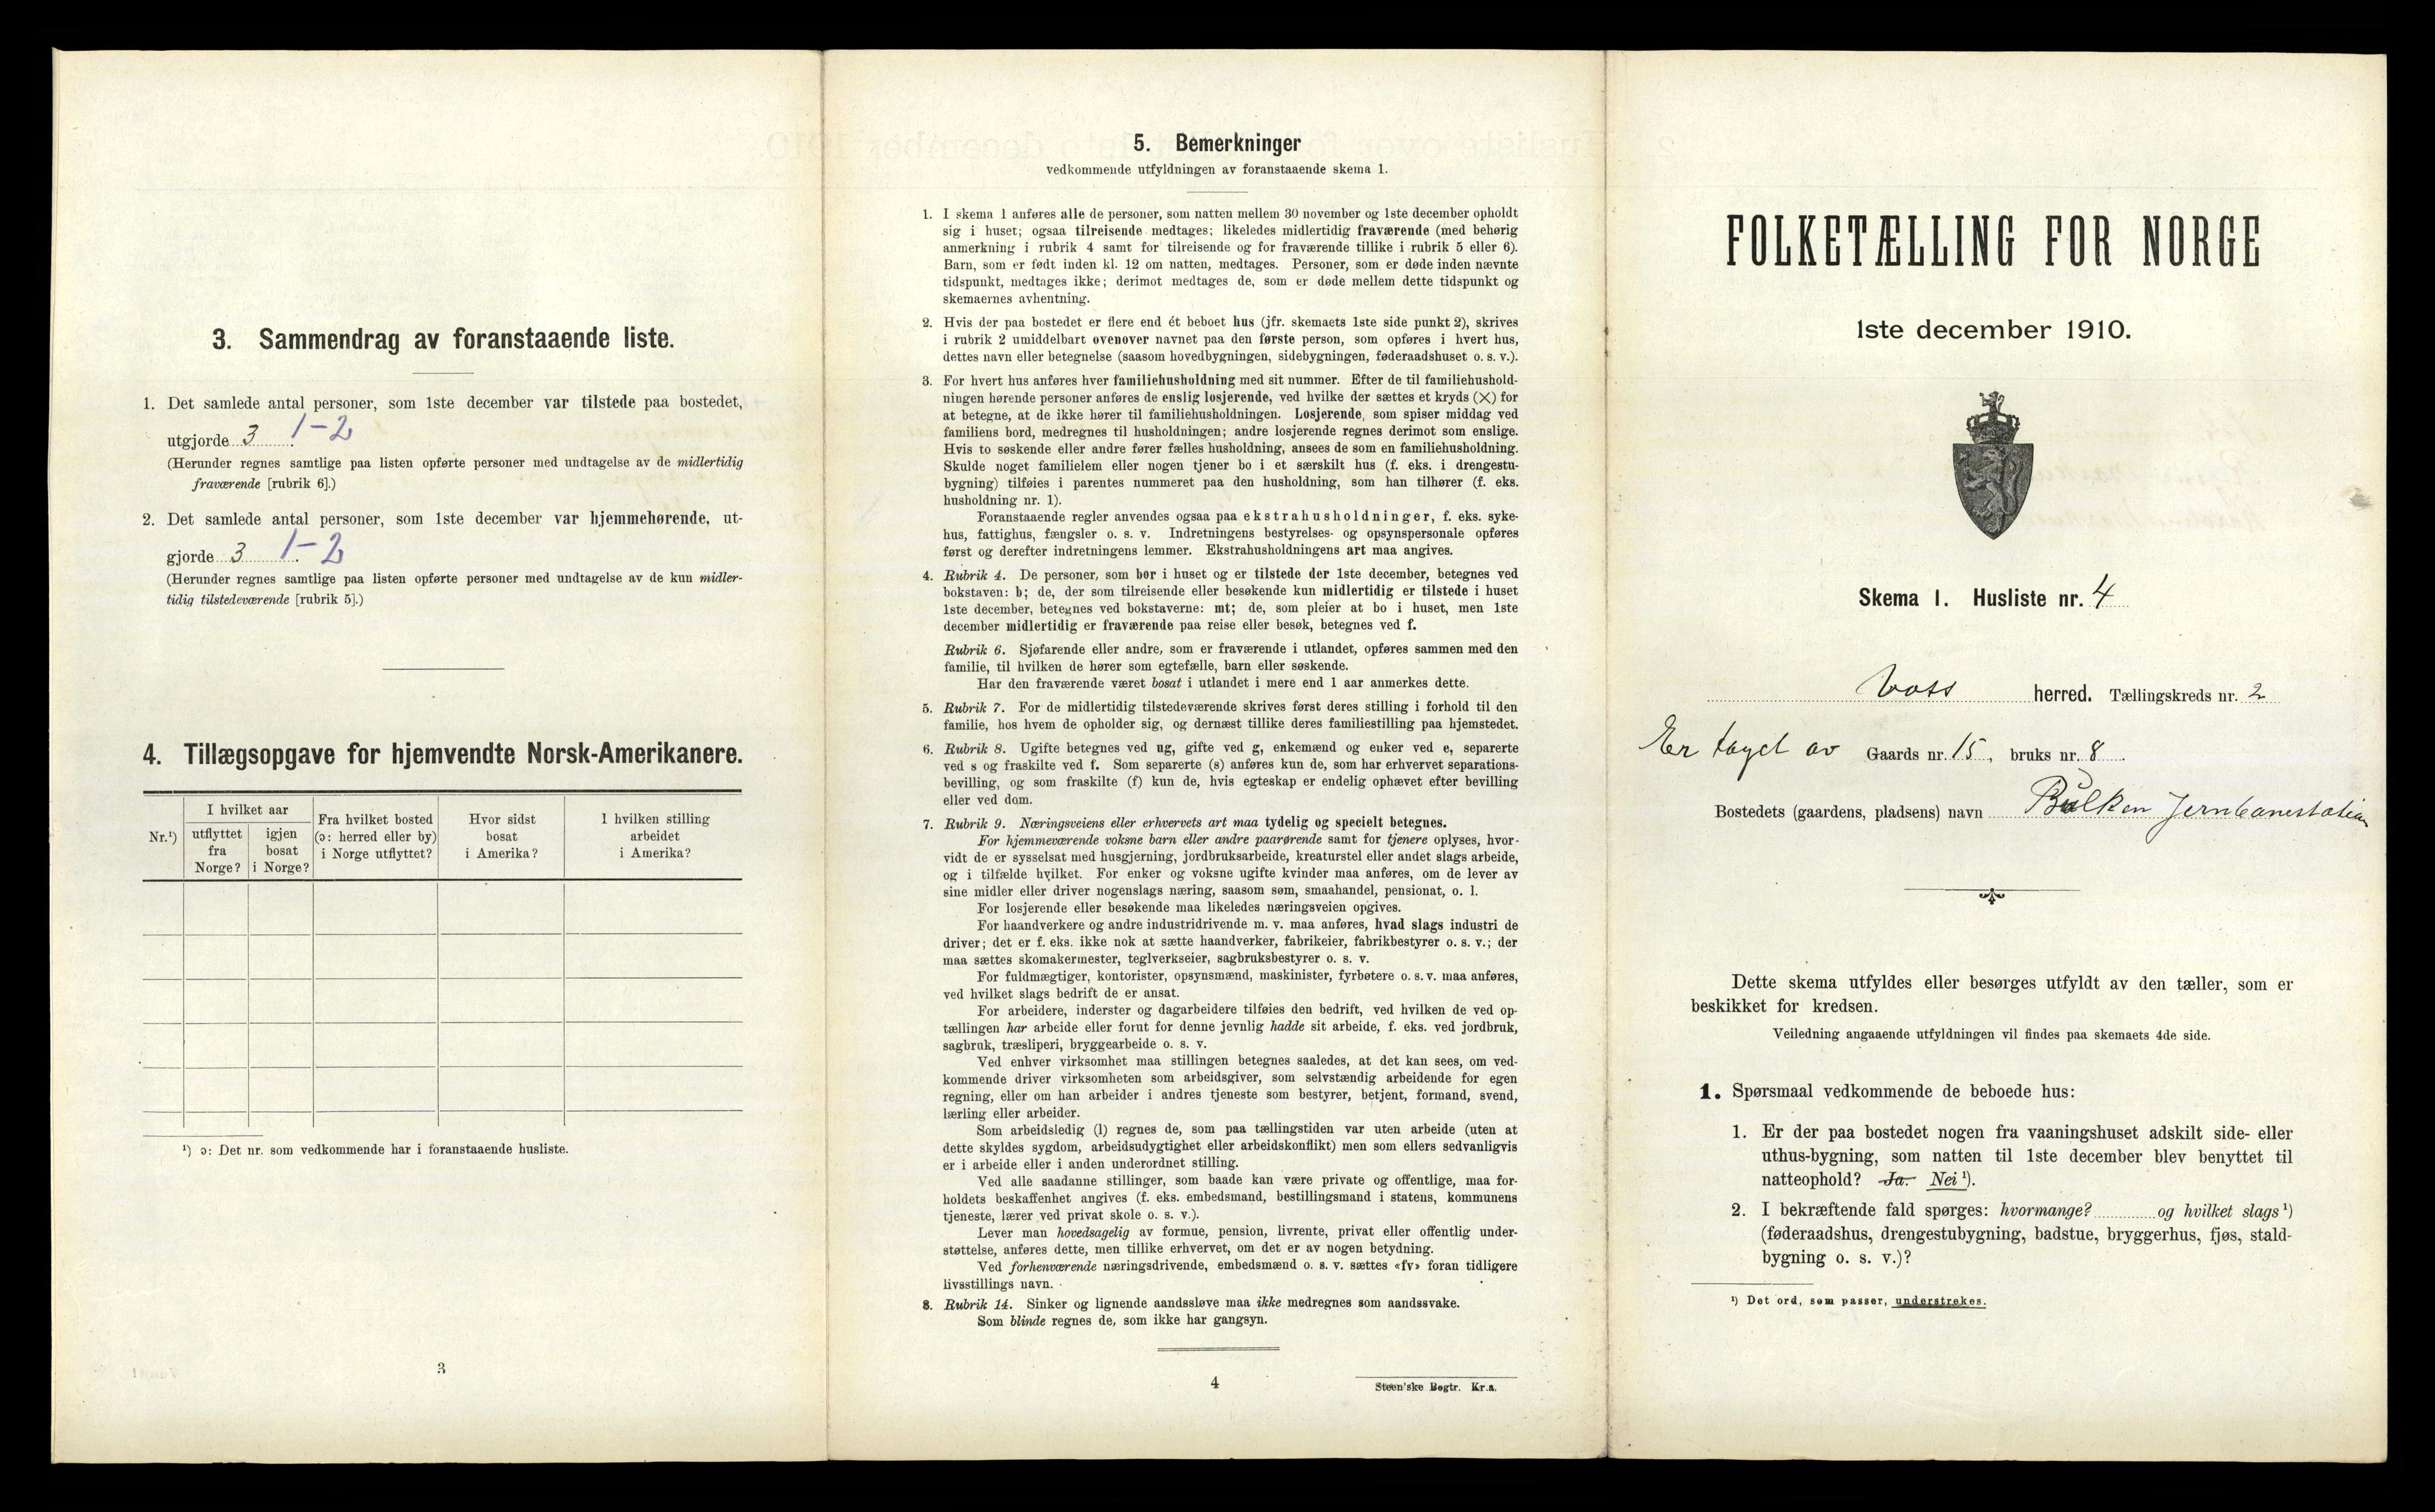 3. Sammendrag av foranstaaende liste.
1. Det samlede antal personer, som 1ste december var tilstede paa bostedet,
utgjorde 3 1-2
(Herunder regnes samtlige paa listen opførte personer med undtagelse av de midlertidig
fraværende [rubrik 6].)
2. Det samlede antal personer, som 1ste december var hjemmehørende, ut-
gjorde 3 1-2
(Herunder regnes samtlige paa listen opførte personer med undtagelse av de kun midler-
tidig tilstedeværende [rubrik 5].)
4. Tillægsopgave for hjemvendte Norsk-Amerikanere.
Nr.¹)
I hvilket aar
utflyttet
fra
Norge?
igjen
bosat
i Norge?
Fra hvilket bosted
(ɔ: herred eller by)
i Norge utflyttet?
Hvor sidst
bosat
i Amerika?
I hvilken stilling
arbeidet
i Amerika?
¹) ɔ: Det nr. som vedkommende har i foranstaaende husliste.
3
5. Bemerkninger
vedkommende utfyldningen av foranstaaende skema 1.
1. I skema 1 anføres alle de personer, som natten mellem 30 november og 1ste december opholdt
sig i huset; ogsaa tilreisende medtages; likeledes midlertidig fraværende (med behørig
anmerkning i rubrik 4 samt for tilreisende og for fraværende tillike i rubrik 5 eller 6).
Barn, som er født inden kl. 12 om natten, medtages. Personer, som er døde inden nævnte
tidspunkt, medtages ikke; derimot medtages de, som er døde mellem dette tidspunkt og
skemaernes avhentning.
2. Hvis der paa bostedet er flere end ét beboet hus (jfr. skemaets 1ste side punkt 2), skrives
i rubrik 2 umiddelbart ovenover navnet paa den første person, som opføres i hvert hus,
dettes navn eller betegnelse (saasom hovedbygningen, sidebygningen, føderaadshuset o. s. v.).
3. For hvert hus anføres hver familiehusholdning med sit nummer. Efter de til familiehushold-
ningen hørende personer anføres de enslig losjerende, ved hvilke der sættes et kryds (×) for
at betegne, at de ikke hører til familiehusholdningen. Losjerende, som spiser middag ved
familiens bord, medregnes til husholdningen; andre losjerende regnes derimot som enslige.
Hvis to søskende eller andre fører fælles husholdning, ansees de som en familiehusholdning.
Skulde noget familielem eller nogen tjener bo i et særskilt hus (f. eks. i drengestu-
bygning) tilføies i parentes nummeret paa den husholdning, som han tilhører (f. eks.
husholdning nr. 1).
Foranstaaende regler anvendes ogsaa paa ekstrahusholdninger, f. eks. syke-
hus, fattighus, fængsler o. s. v. Indretningens bestyrelses- og opsynspersonale opføres
først og derefter indretningens lemmer. Ekstrahusholdningens art maa angives.
4. Rubrik 4. De personer, som bor i huset og er tilstede der 1ste december, betegnes ved
bokstaven: b; de, der som tilreisende eller besøkende kun midlertidig er tilstede i huset
1ste december, betegnes ved bokstaverne: mt; de, som pleier at bo i huset, men 1ste
december midlertidig er fraværende paa reise eller besøk, betegnes ved f.
Rubrik 6. Sjøfarende eller andre, som er fraværende i utlandet, opføres sammen med den
familie, til hvilken de hører som egtefælle, barn eller søskende.
Har den fraværende været bosat i utlandet i mere end 1 aar anmerkes dette.
5. Rubrik 7. For de midlertidig tilstedeværende skrives først deres stilling i forhold til den
familie, hos hvem de opholder sig, og dernæst tillike deres familiestilling paa hjemstedet.
6. Rubrik 8. Ugifte betegnes ved ug, gifte ved g, enkemænd og enker ved e, separerte
ved s og fraskilte ved f. Som separerte (s) anføres kun de, som har erhvervet separations-
bevilling, og som fraskilte (f) kun de, hvis egteskap er endelig ophævet efter bevilling
eller ved dom.
7. Rubrik 9. Næringsveiens eller erhvervets art maa tydelig og specielt betegnes.
For hjemmeværende voksne barn eller andre paarørende samt for tjenere oplyses, hvor-
vidt de er sysselsat med husgjerning, jordbruksarbeide, kreaturstel eller andet slags arbeide,
og i tilfælde hvilket. For enker og voksne ugifte kvinder maa anføres, om de lever av
sine midler eller driver nogenslags næring, saasom søm, smaahandel, pensionat, o. l.
For losjerende eller besøkende maa likeledes næringsveien opgives.
For haandverkere og andre industridrivende m. v. maa anføres, hvad slags industri de
driver; det er f. eks. ikke nok at sætte haandverker, fabrikeier, fabrikbestyrer o. s. v.; der
maa sættes skomakermester, teglverkseier, sagbruksbestyrer o. s. v.
For fuldmægtiger, kontorister, opsynsmænd, maskinister, fyrbøtere o. s. v. maa anføres,
ved hvilket slags bedrift de er ansat.
For arbeidere, inderster og dagarbeidere tilføies den bedrift, ved hvilken de ved op-
tællingen har arbeide eller forut for denne jevnlig hadde sit arbeide, f. eks. ved jordbruk,
sagbruk, træsliperi, bryggearbeide o. s. v.
Ved enhver virksomhet maa stillingen betegnes saaledes, at det kan sees, om ved-
kommende driver virksomheten som arbeidsgiver, som selvstændig arbeidende for egen
regning, eller om han arbeider i andres tjeneste som bestyrer, betjent, formand, svend,
lærling eller arbeider.
Som arbeidsledig (l) regnes de, som paa tællingstiden var uten arbeide (uten at
dette skyldes sygdom, arbeidsudygtighet eller arbeidskonflikt) men som ellers sedvanligvis
er i arbeide eller i anden underordnet stilling.
Ved alle saadanne stillinger, som baade kan være private og offentlige, maa for-
holdets beskaffenhet angives (f. eks. embedsmand, bestillingsmand i statens, kommunens
tjeneste, lærer ved privat skole o. s. v.).
Lever man hovedsagelig av formue, pension, livrente, privat eller offentlig under-
støttelse, anføres dette, men tillike erhvervet, om det er av nogen betydning.
Ved forhenværende næringsdrivende, embedsmænd o. s. v. sættes «fv» foran tidligere
livsstillings navn.
8. Rubrik 14. Sinker og lignende aandssløve maa ikke medregnes som aandssvake.
Som blinde regnes de, som ikke har gangsyn.
4
Steen'ske Bogtr. Kr.a.
FOLKETÆLLING FOR NORGE
1ste december 1910.
Skema 1. Husliste nr. 4
Voss herred. Tællingskreds nr. 2
Er taget av Gaards nr. 15, bruks nr. 8.
Bostedets (gaardens, pladsens) navn Bulken Jernbanestation
Dette skema utfyldes eller besørges utfyldt av den tæller, som er
beskikket for kredsen.
Veiledning angaaende utfyldningen vil findes paa skemaets 4de side.
1. Spørsmaal vedkommende de beboede hus:
1. Er der paa bostedet nogen fra vaaningshuset adskilt side- eller
uthus-bygning, som natten til 1ste december blev benyttet til
natteophold? Ja. Nei ¹).
2. I bekræftende fald spørges: hvormange? og hvilket slags ¹)
(føderaadshus, drengestubygning, badstue, bryggerhus, fjøs, stald-
bygning o. s. v.)?
¹) Det ord, som passer, understrekes.